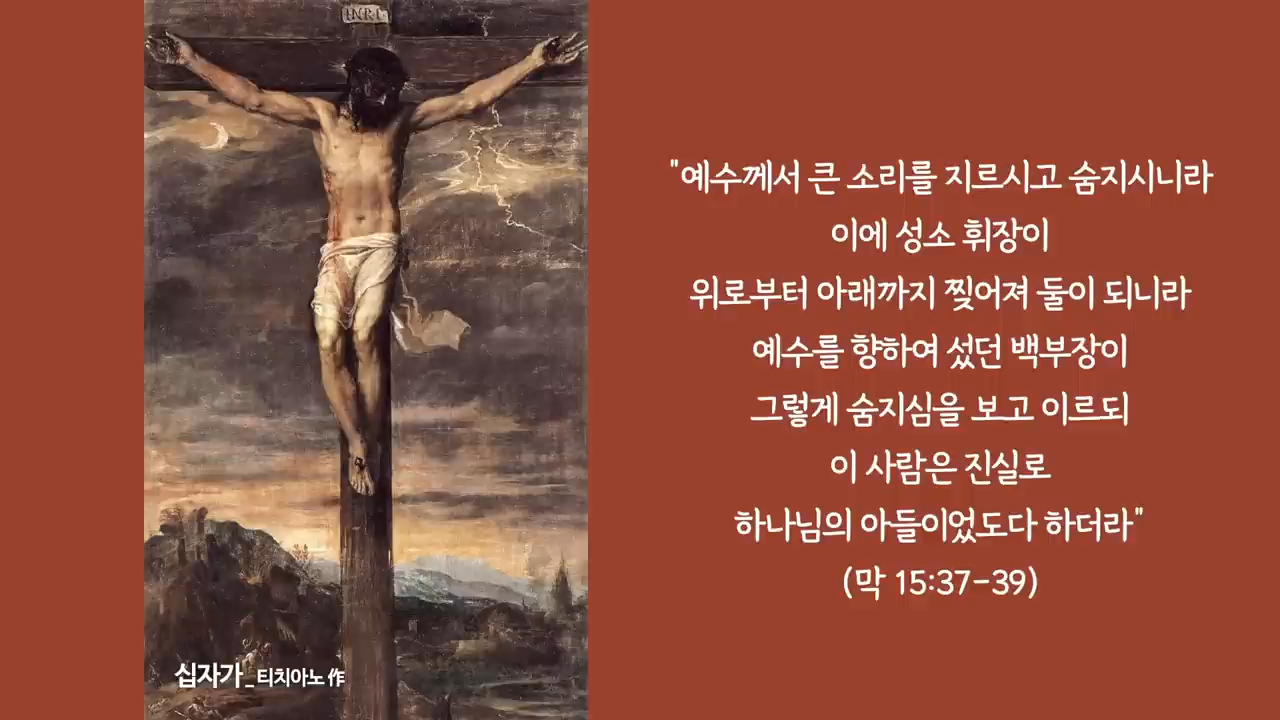 INRI
십자가_티치아노 作
"예수께서 큰 소리를 지르시고 숨지시니라
이에 성소 휘장이
위로부터 아래까지 찢어져 둘이 되니라
예수를 향하여 섰던 백부장이
그렇게 숨지심을 보고 이르되
이 사람은 진실로
하나님의 아들이었도다 하더라"
(막 15:37-39)